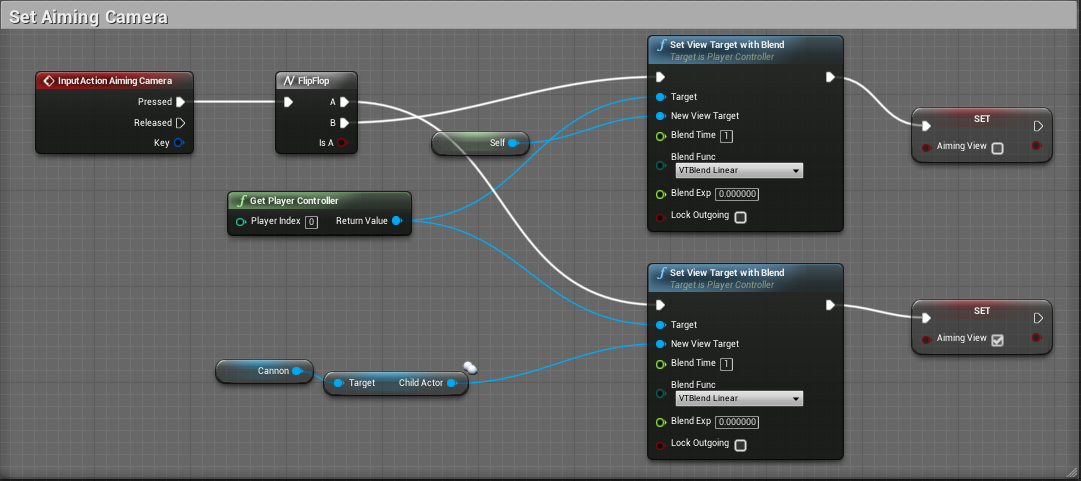 Set Aiming Camera
InputAction Aiming Camera
Pressed
Released
Key
FlipFlop
A
B
Is A
Self
Get Player Controller
Player Index 0 Return Value
Cannon
Target Child Actor
Set View Target with Blend
Target is Player Controller
Target
New View Target
Blend Time 1
Blend Func
VTBlend Linear
Blend Exp 0.000000
Lock Outgoing
SET
Aiming View
Set View Target with Blend
Target is Player Controller
Target
New View Target
Blend Time 1
Blend Func
VTBlend Linear
Blend Exp 0.000000
Lock Outgoing
SET
Aiming View